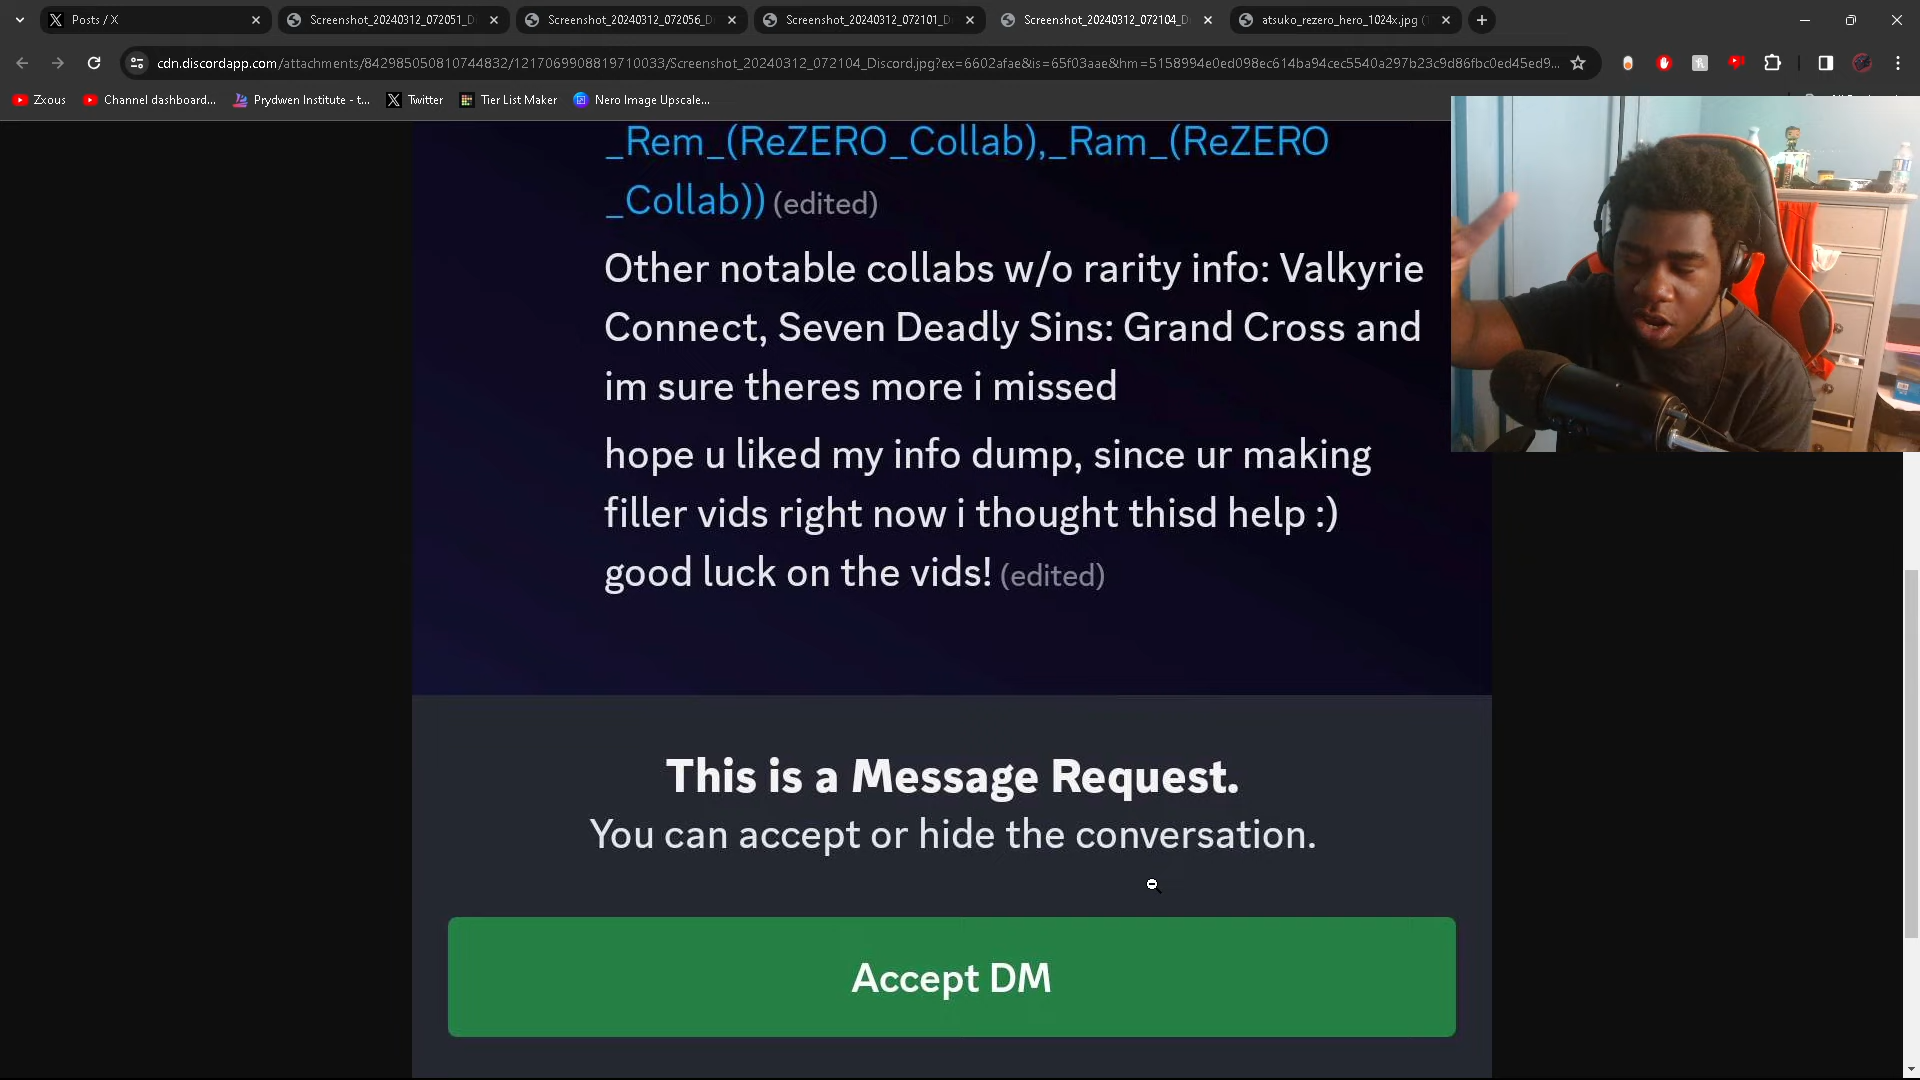 Posts / X
Screenshot_20240312_072051_D
Screenshot_20240312_072056_D
Screenshot_20240312_072101_D
Screenshot_20240312_072104_D
atsuko_rezero_hero_1024x.jpg (
cdn.discordapp.com/attachments/842985050810744832/1217069908819710033/Screenshot_20240312_072104_Discord.jpg?ex=6602afae&is=65f03aae&hm=5158994e0ed098ec614ba94cec5540a297b23c9d86fbc0ed45ed9...
Zxous
Channel dashboard...
Prydwen Institute - t...
Twitter
Tier List Maker
Nero Image Upscale...
_Rem_(ReZERO_Collab),_Ram_(ReZERO
_Collab)) (edited)
Other notable collabs w/o rarity info: Valkyrie
Connect, Seven Deadly Sins: Grand Cross and
im sure theres more i missed
hope u liked my info dump, since ur making
filler vids right now i thought thisd help :)
good luck on the vids! (edited)
This is a Message Request.
You can accept or hide the conversation.
Accept DM